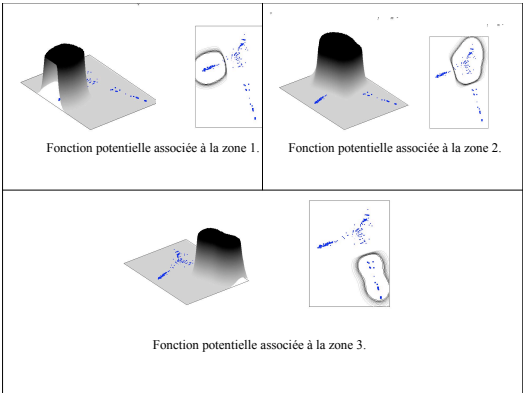 Fonction potentielle associée à la zone 1.
Fonction potentielle associée à la zone 2.
Fonction potentielle associée à la zone 3.